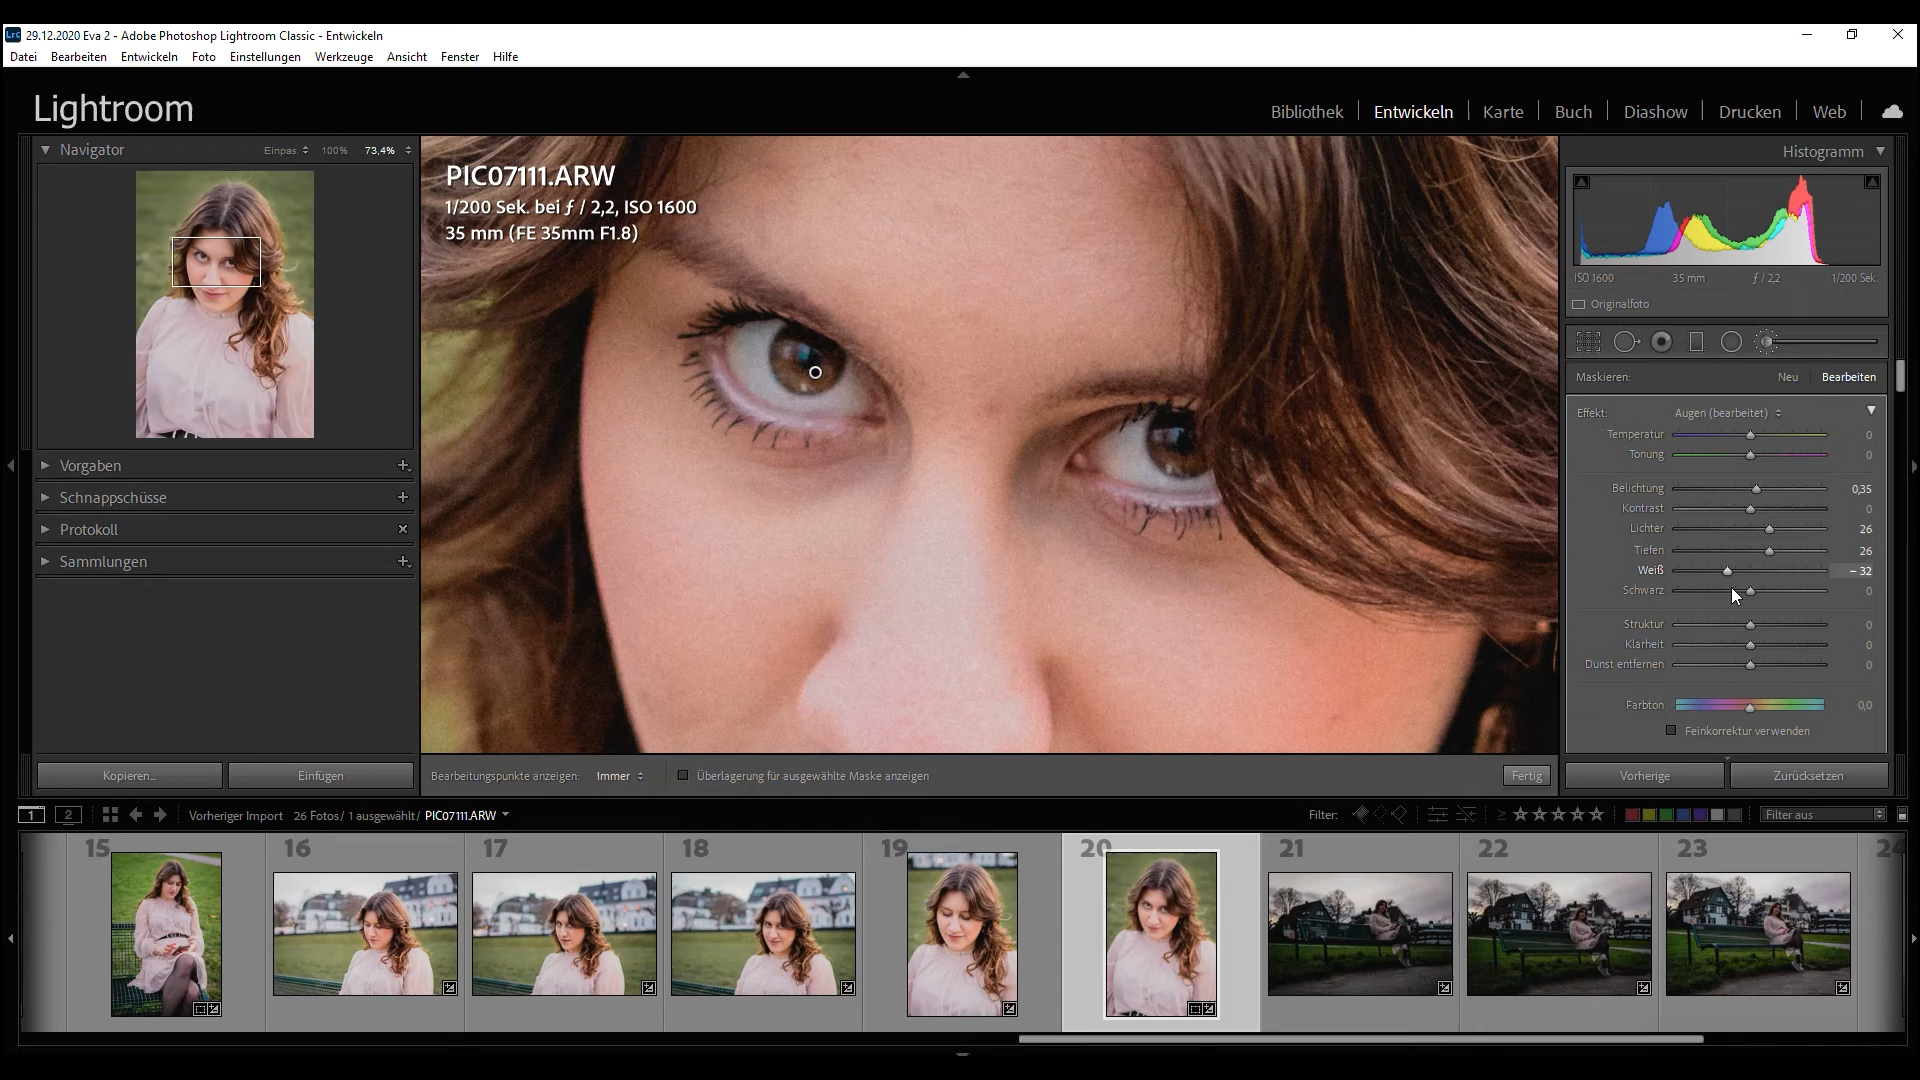 Lrc 29.12.2020 Eva 2 - Adobe Photoshop Lightroom Classic - Entwickeln
Datei Bearbeiten Entwickeln Foto Einstellungen Werkzeuge Ansicht Fenster Hilfe
Lightroom
Bibliothek | Entwickeln | Karte | Buch | Diashow | Drucken | Web
Navigator Einpas. 100% 73,4%
Vorgaben
Schnappschüsse
Protokoll
Sammlungen
Kopieren... Einfügen
PIC07111.ARW
1/200 Sek. bei ƒ / 2,2, ISO 1600
35 mm (FE 35mm F1.8)
Bearbeitungspunkte anzeigen: Immer Überlagerung für ausgewählte Maske anzeigen Fertig
Histogramm
ISO 1600 35 mm ƒ / 2,2 1/200 Sek.
Originalfoto
Maskieren: Neu Bearbeiten
Effekt: Augen (bearbeitet)
Temperatur 0
Tonung 0
Belichtung 0,35
Kontrast 0
Lichter 26
Tiefen 26
Weiß – 32
Schwarz 0
Struktur 0
Klarheit 0
Dunst entfernen 0
Farbton 0,0
Feinkorrektur verwenden
Vorherige Zurücksetzen
1 2 Vorheriger Import 26 Fotos/ 1 ausgewählt/ PIC07111.ARW Filter: ≥ Filter aus
15 16 17 18 19 20 21 22 23 24